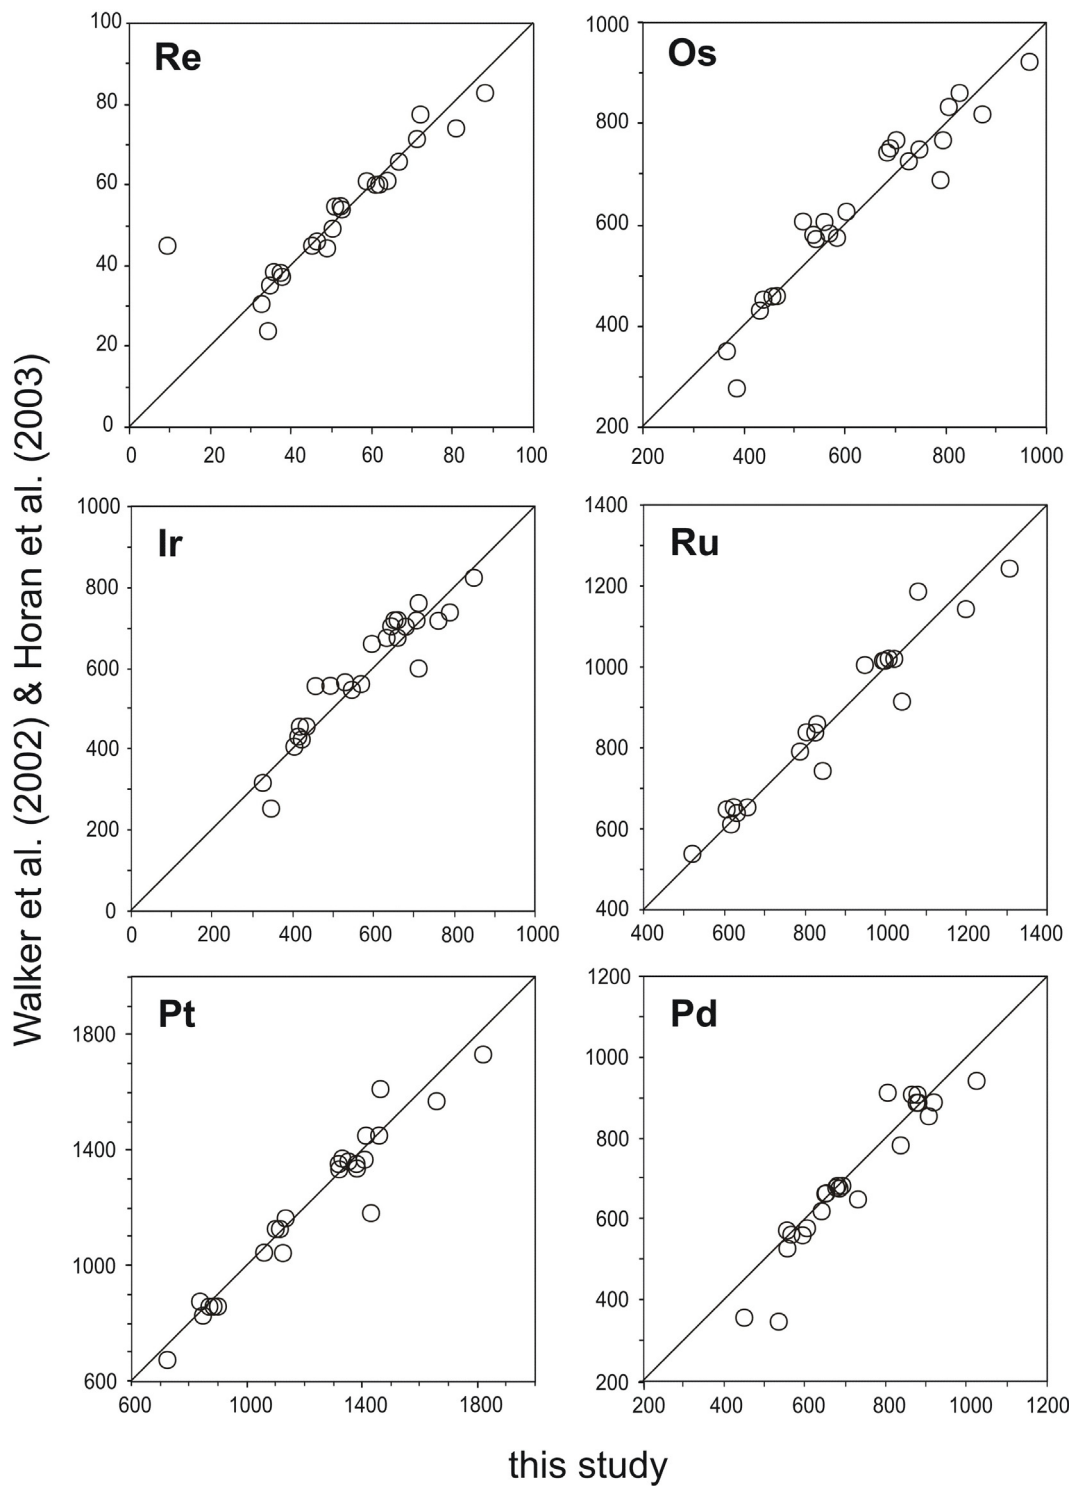 Walker et al. (2002) & Horan et al. (2003)
Re
100
80
60
40
20
0
0 20 40 60 80 100
Os
1000
800
600
400
200
200 400 600 800 1000
Ir
1000
800
600
400
200
0
0 200 400 600 800 1000
Ru
1400
1200
1000
800
600
400
400 600 800 1000 1200 1400
Pt
1800
1400
1000
600
600 1000 1400 1800
Pd
1200
1000
800
600
400
200
200 400 600 800 1000 1200
this study